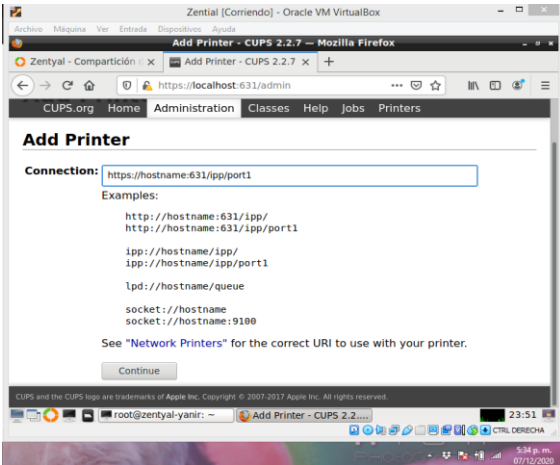 Zential [Corriendo] - Oracle VM VirtualBox
Archivo Máquina Ver Entrada Dispositivos Ayuda
Add Printer - CUPS 2.2.7 — Mozilla Firefox
Zentyal - Compartición
Add Printer - CUPS 2.2.7
https://localhost:631/admin
CUPS.org Home Administration Classes Help Jobs Printers
Add Printer
Connection: https://hostname:631/ipp/port1
Examples:
http://hostname:631/ipp/
http://hostname:631/ipp/port1
ipp://hostname/ipp/
ipp://hostname/ipp/port1
lpd://hostname/queue
socket://hostname
socket://hostname:9100
See "Network Printers" for the correct URI to use with your printer.
Continue
CUPS and the CUPS logo are trademarks of Apple Inc. Copyright © 2007-2017 Apple Inc. All rights reserved.
root@zentyal-yanir: ~ Add Printer - CUPS 2.2.... 23:51
CTRL DERECHA
5:34 p. m.
07/12/2020